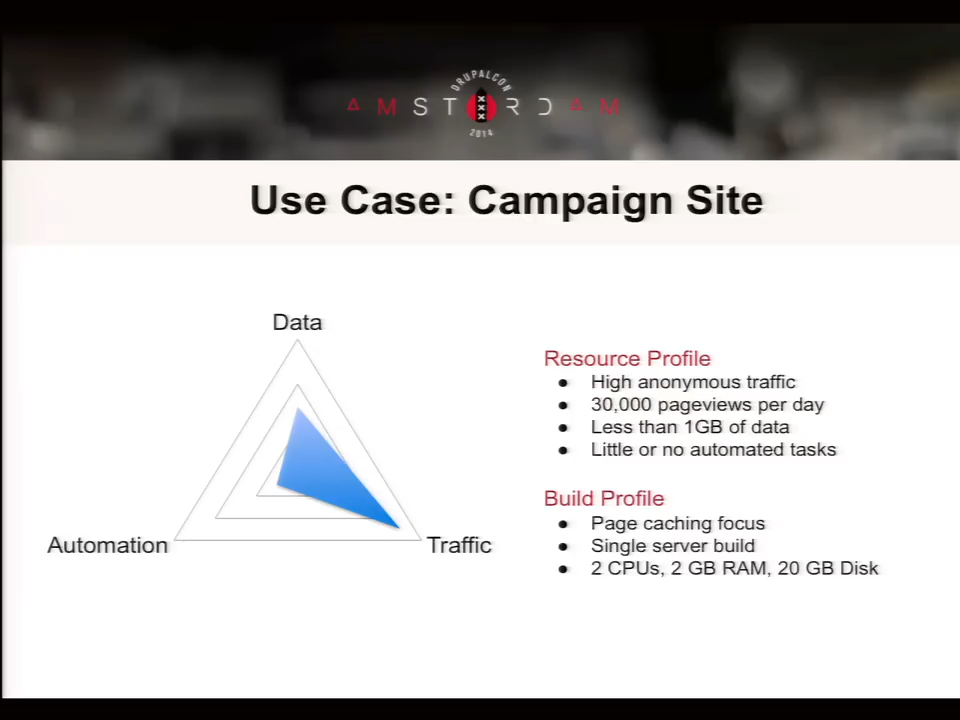 DRUPALCON
AMSTERDAM
2014
Use Case: Campaign Site
Data
Automation
Traffic
Resource Profile
● High anonymous traffic
● 30,000 pageviews per day
● Less than 1GB of data
● Little or no automated tasks
Build Profile
● Page caching focus
● Single server build
● 2 CPUs, 2 GB RAM, 20 GB Disk